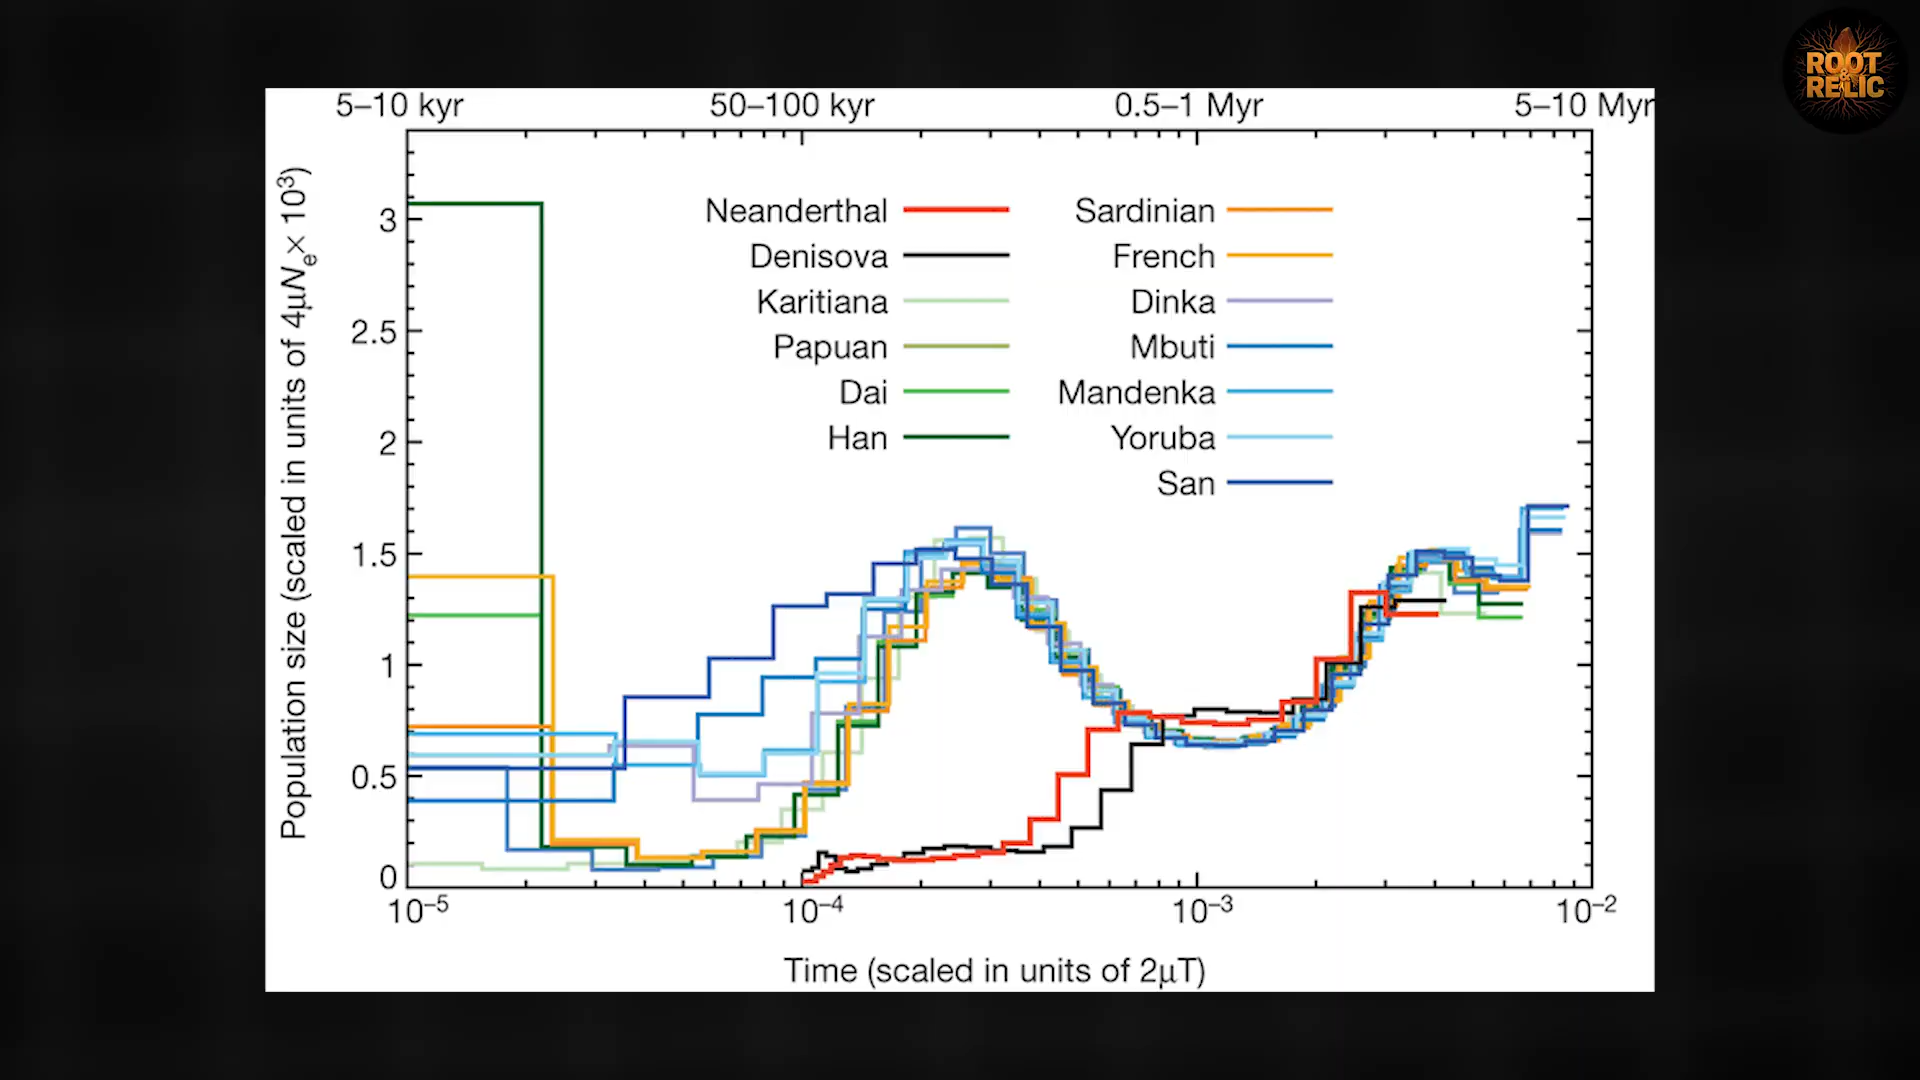 ROOT
&
RELIC
5–10 kyr
50–100 kyr
0.5–1 Myr
5–10 Myr
Population size (scaled in units of 4μNe × 10³)
3
2.5
2
1.5
1
0.5
0
Neanderthal
Denisova
Karitiana
Papuan
Dai
Han
Sardinian
French
Dinka
Mbuti
Mandenka
Yoruba
San
10⁻⁵
10⁻⁴
10⁻³
10⁻²
Time (scaled in units of 2μT)